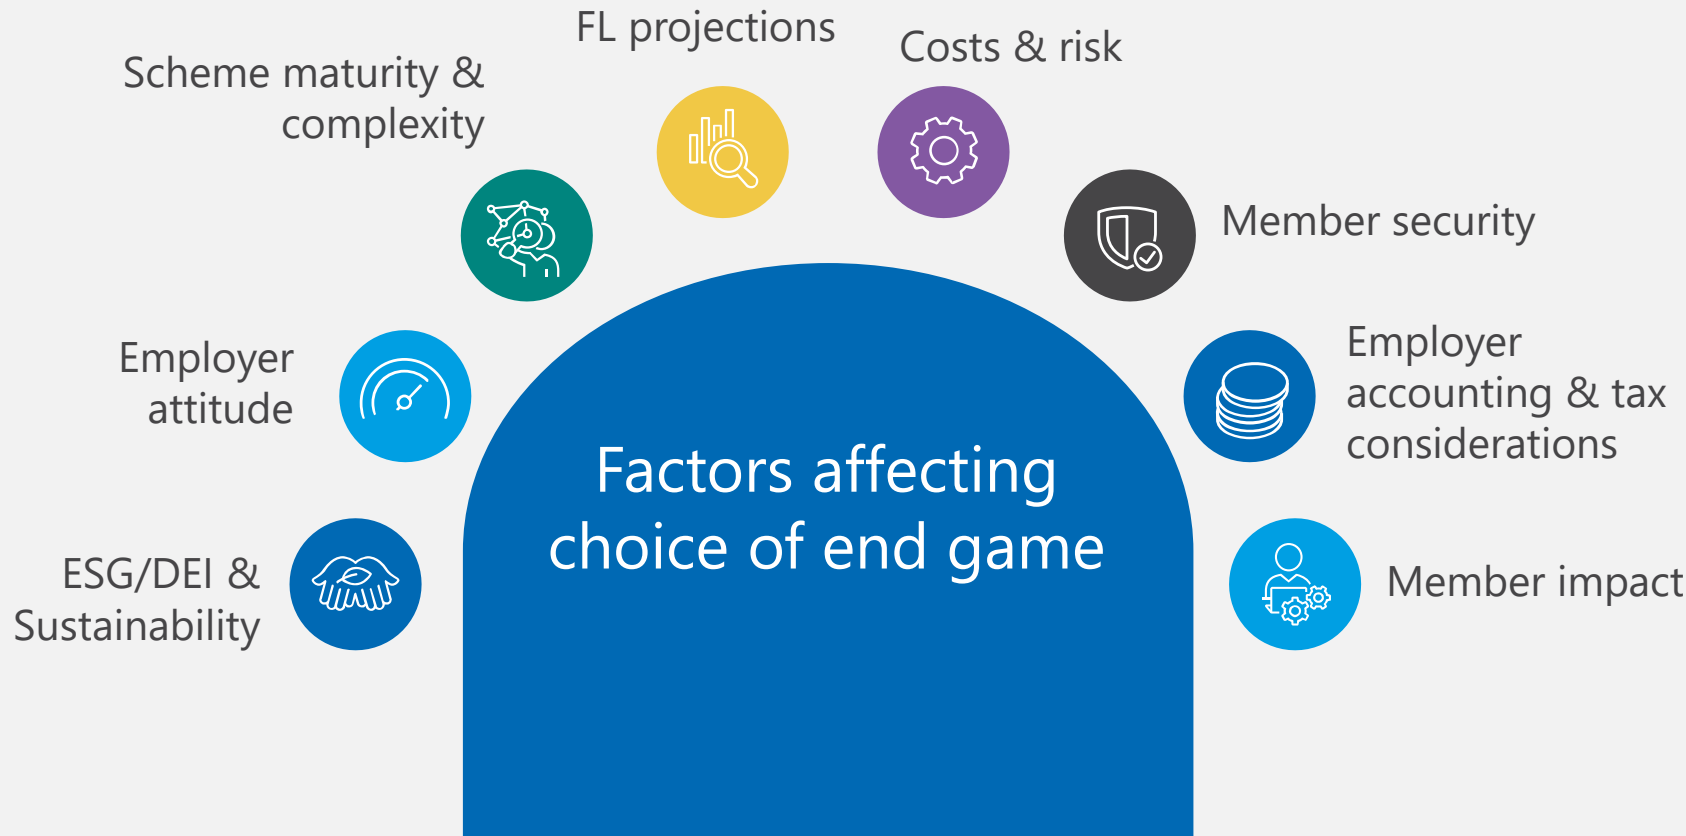 FL projections
Costs & risk
Scheme maturity &
complexity
Member security
Employer
attitude
Employer
accounting & tax
considerations
Factors affecting
choice of end game
ESG/DEI &
Sustainability
Member impact